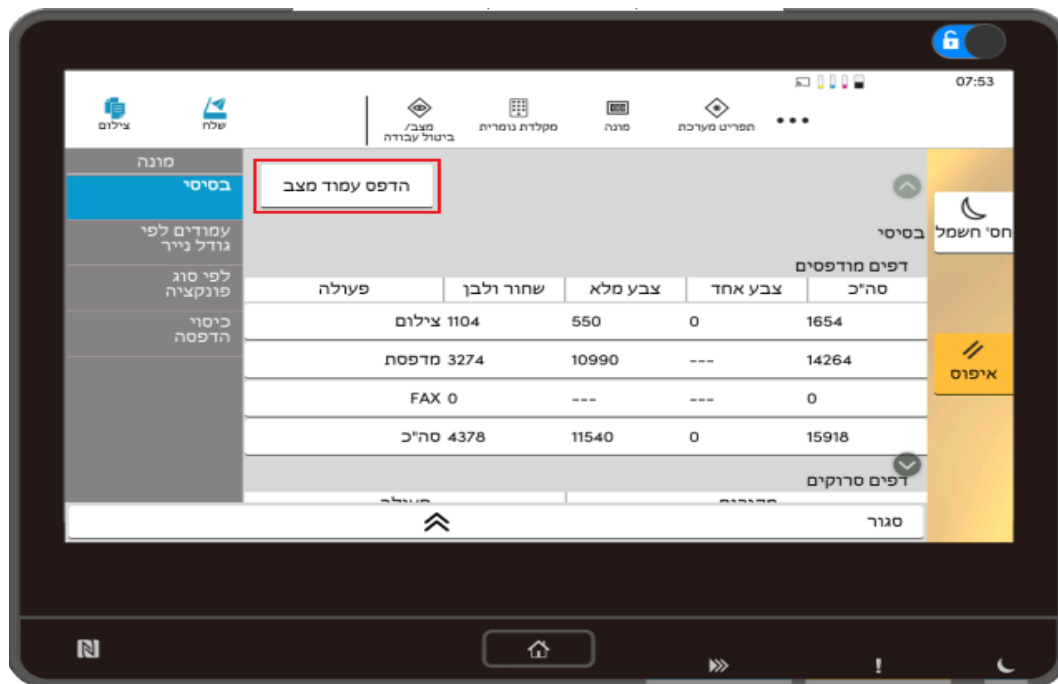 07:53
תפריט מערכת
מונה
מקלדת נומרית
מצב/
ביטול עבודה
שלח
צילום
מונה
בסיסי
עמודים לפי
גודל נייר
לפי סוג
פונקציה
כיסוי
הדפסה
הדפס עמוד מצב
חס' חשמל
איפוס
בסיסי
דפים מודפסים
פעולה שחור ולבן צבע מלא צבע אחד סה"כ
צילום 1104 550 0 1654
מדפסת 3274 10990 --- 14264
FAX 0 --- --- 0
סה"כ 4378 11540 0 15918
דפים סרוקים
סגור